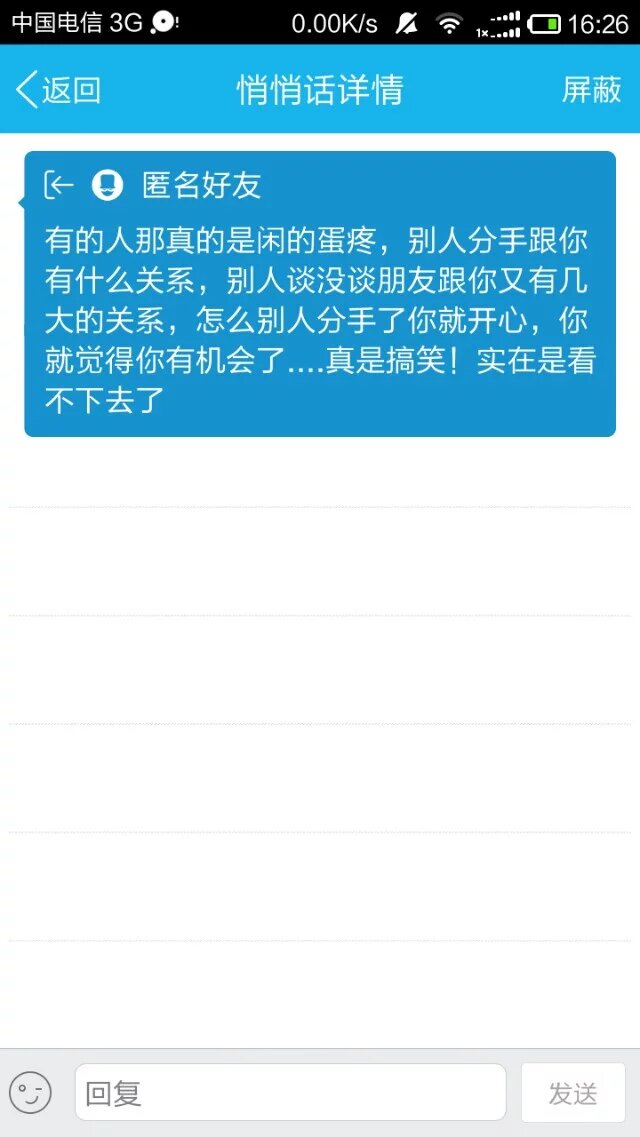 中国电信 3G
0.00K/s
1x
16:26
返回
悄悄话详情
屏蔽
匿名好友
有的人那真的是闲的蛋疼，别人分手跟你
有什么关系，别人谈没谈朋友跟你又有几
大的关系，怎么别人分手了你就开心，你
就觉得你有机会了....真是搞笑！实在是看
不下去了
回复
发送